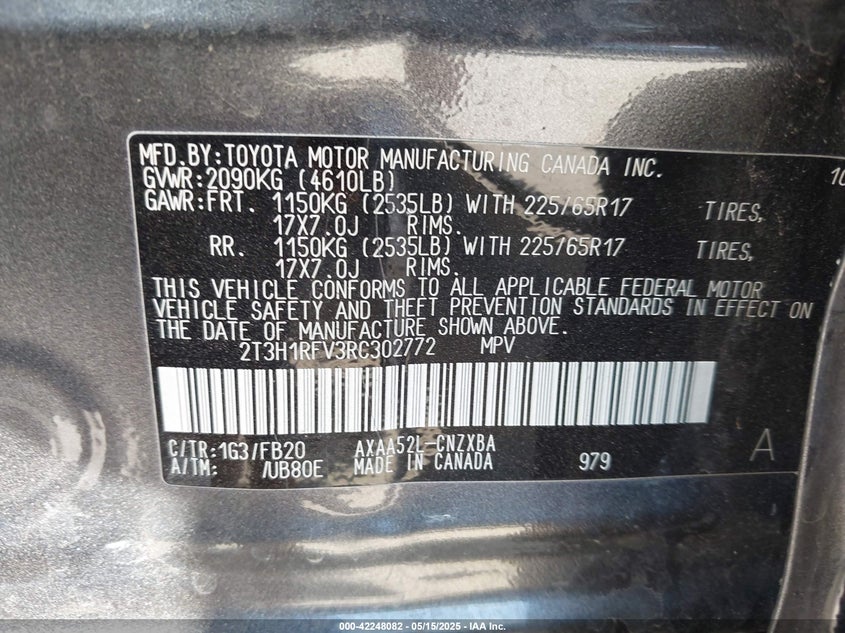 MFD.BY:TOYOTA MOTOR MANUFACTURING CANADA INC.
10
GVWR:2090KG (4610LB)
GAWR:FRT. 1150KG (2535LB) WITH 225/65R17 TIRES,
17X7.0J RIMS.
RR. 1150KG (2535LB) WITH 225/65R17 TIRES,
17X7.0J RIMS.
THIS VEHICLE CONFORMS TO ALL APPLICABLE FEDERAL MOTOR
VEHICLE SAFETY AND THEFT PREVENTION STANDARDS IN EFFECT ON
THE DATE OF MANUFACTURE SHOWN ABOVE.
2T3H1RFV3RC302772 MPV
C/TR:1G3/FB20 AXAA52L-CNZXBA A
A/TM: /UB80E MADE IN CANADA 979
000-42248082 - 05/15/2025 - IAA Inc.